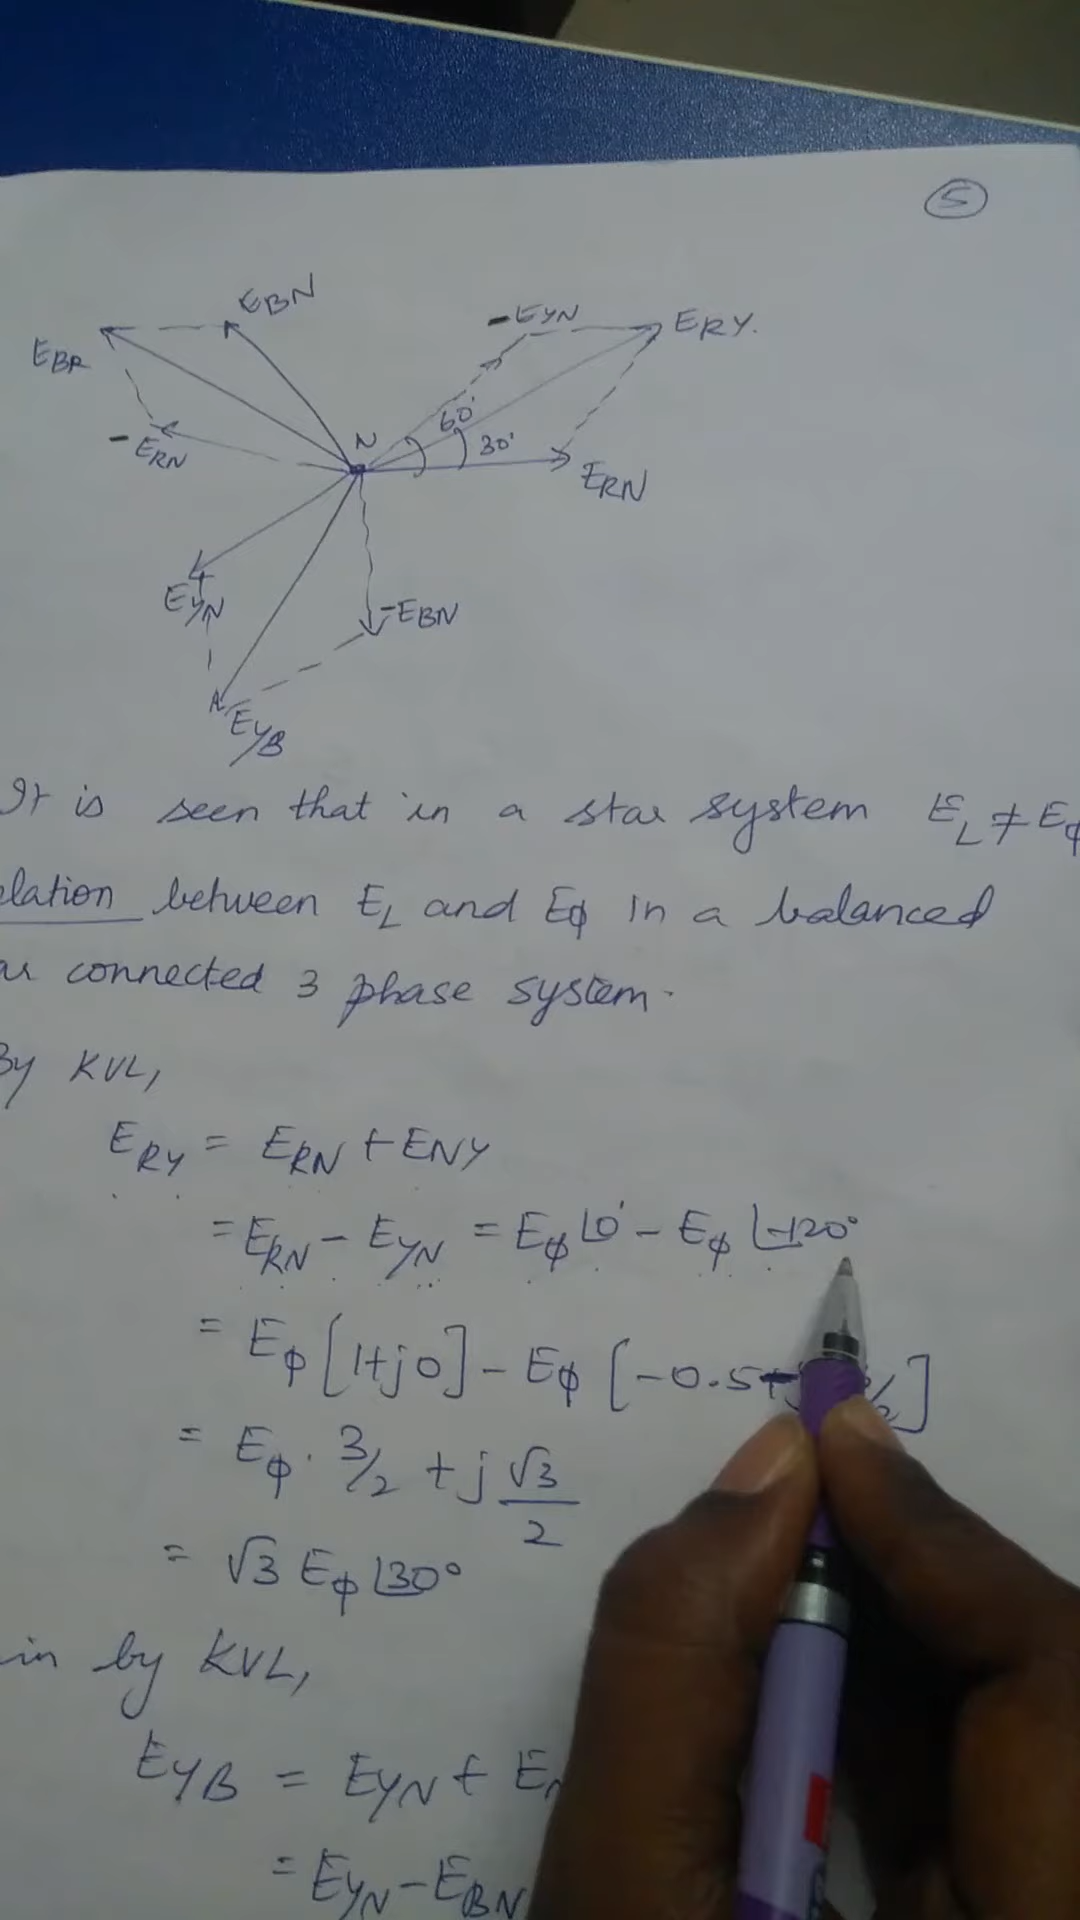 5
EBN
-EYN
ERY.
EBR
60°
N
30°
-ERN
ERN
EYN
-EBN
EYB
It is seen that in a star system EL ≠ Eϕ
elation between EL and Eϕ in a balanced
connected 3 phase system.
By KVL,
ERY = ERN + ENY
= ERN - EYN = Eϕ∠0° - Eϕ∠-120°
= Eϕ[1+j0] - Eϕ[-0.5
= Eϕ. 3/2 + j √3/2
= √3 Eϕ∠30°
in by KVL,
EYB = EYN + E
= EYN - EBN